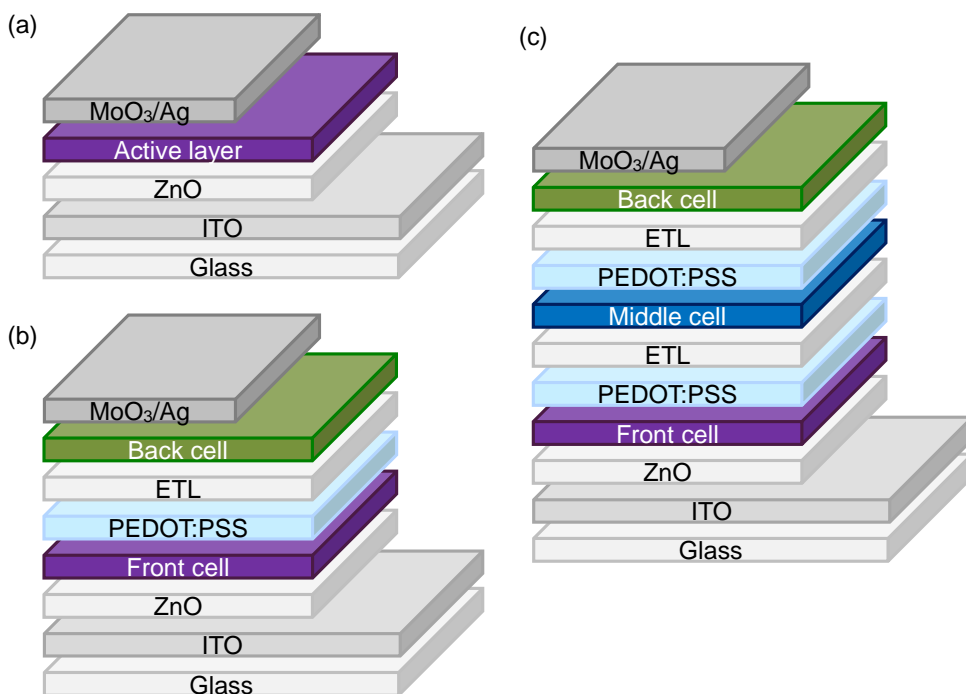 (a)
MoO₃/Ag
Active layer
ZnO
ITO
Glass
(b)
MoO₃/Ag
Back cell
ETL
PEDOT:PSS
Front cell
ZnO
ITO
Glass
(c)
MoO₃/Ag
Back cell
ETL
PEDOT:PSS
Middle cell
ETL
PEDOT:PSS
Front cell
ZnO
ITO
Glass